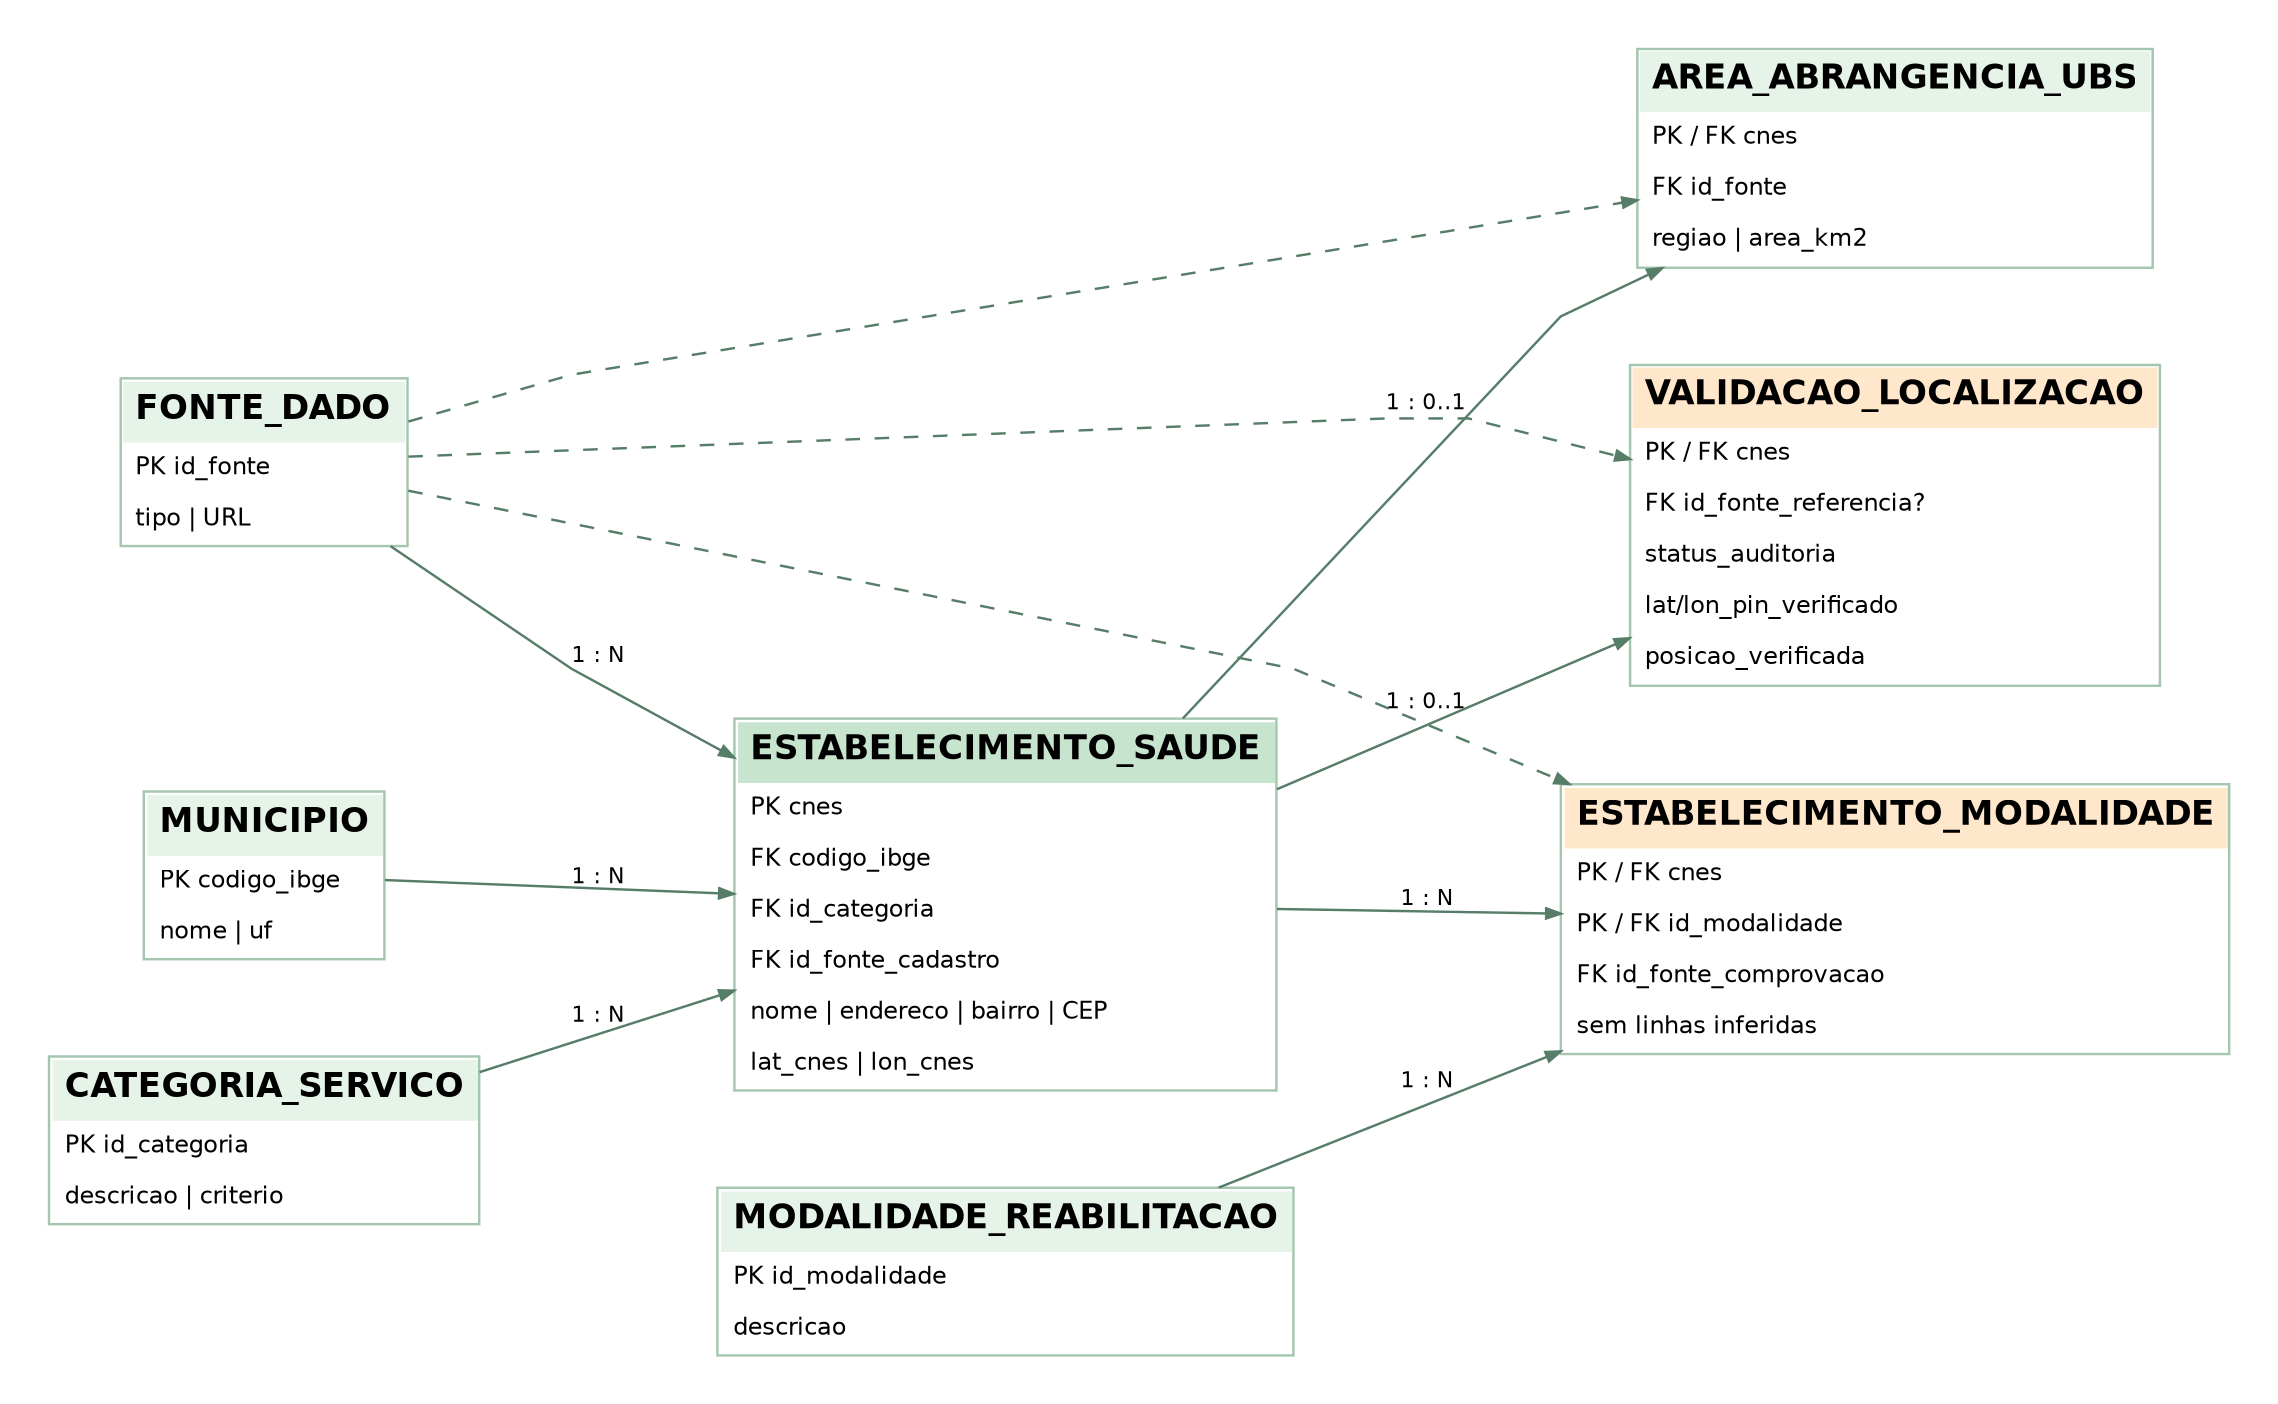 AREA_ABRANGENCIA_UBS
PK / FK cnes
FK id_fonte
regiao | area_km2
FONTE_DADO
PK id_fonte
tipo | URL
1 : 0..1
VALIDACAO_LOCALIZACAO
PK / FK cnes
FK id_fonte_referencia?
status_auditoria
lat/lon_pin_verificado
posicao_verificada
1 : N
1 : 0..1
ESTABELECIMENTO_SAUDE
PK cnes
FK codigo_ibge
FK id_categoria
FK id_fonte_cadastro
nome | endereco | bairro | CEP
lat_cnes | lon_cnes
MUNICIPIO
PK codigo_ibge
nome | uf
1 : N
1 : N
ESTABELECIMENTO_MODALIDADE
PK / FK cnes
PK / FK id_modalidade
FK id_fonte_comprovacao
sem linhas inferidas
CATEGORIA_SERVICO
PK id_categoria
descricao | criterio
1 : N
1 : N
MODALIDADE_REABILITACAO
PK id_modalidade
descricao